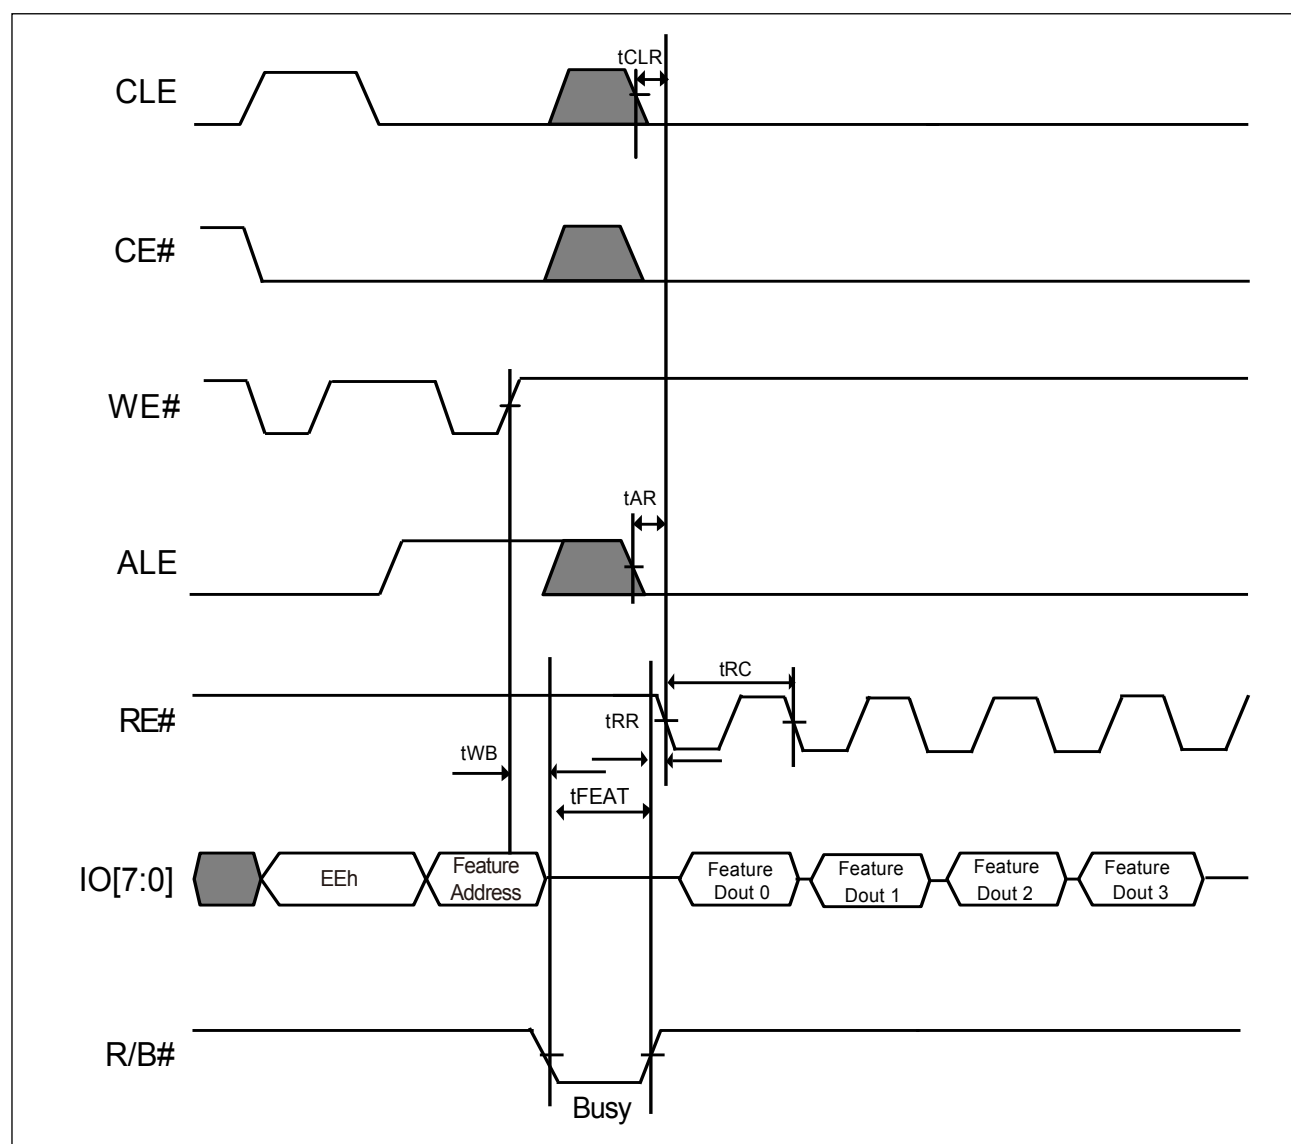 tCLR
CLE
CE#
WE#
tAR
ALE
tRC
RE#
tRR
tWB
tFEAT
IO[7:0]
EEh
Feature
Address
Feature
Dout 0
Feature
Dout 1
Feature
Dout 2
Feature
Dout 3
R/B#
Busy